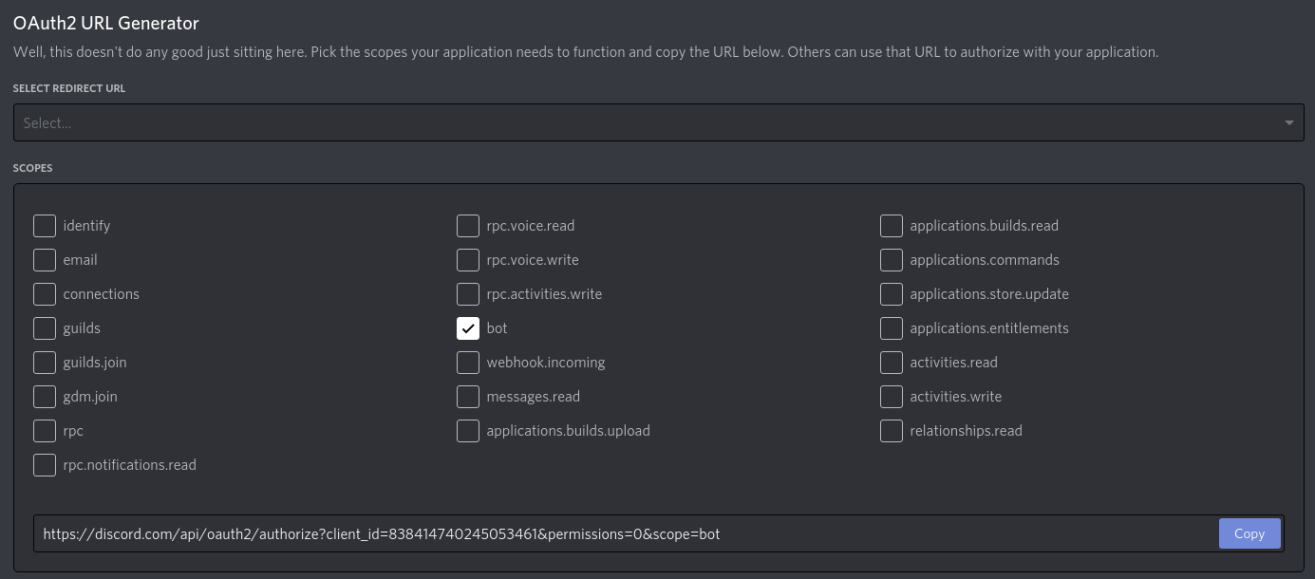 OAuth2 URL Generator
Well, this doesn't do any good just sitting here. Pick the scopes your application needs to function and copy the URL below. Others can use that URL to authorize with your application.
SELECT REDIRECT URL
Select...
SCOPES
identify
email
connections
guilds
guilds.join
gdm.join
rpc
rpc.notifications.read
rpc.voice.read
rpc.voice.write
rpc.activities.write
bot
webhook.incoming
messages.read
applications.builds.upload
applications.builds.read
applications.commands
applications.store.update
applications.entitlements
activities.read
activities.write
relationships.read
https://discord.com/api/oauth2/authorize?client_id=838414740245053461&permissions=0&scope=bot
Copy